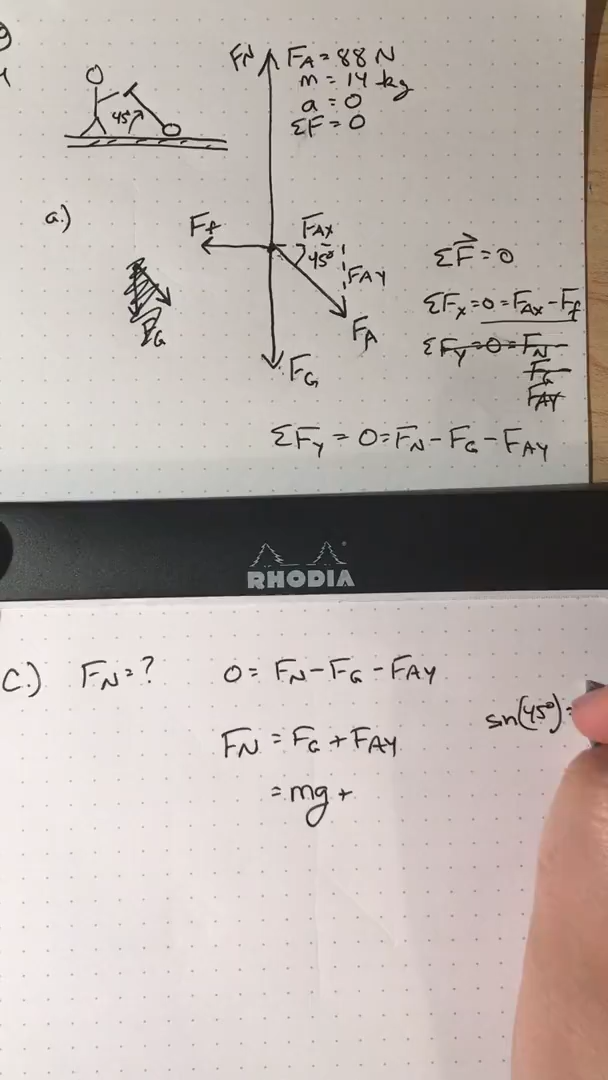 FN
FA = 88 N
m = 14 kg
a = 0
ΣF = 0
45°
a.)
Ff
FAX
45°
FAY
FA
FG
FG
ΣF⃗ = 0
ΣFx = 0 = FAx - Ff
ΣFy = 0 = FN
FG
FAY
ΣFy = 0 = FN - FG - FAY
RHODIA
C.) FN = ? 0 = FN - FG - FAY
sn(45°) =
FN = FG + FAY
= mg +